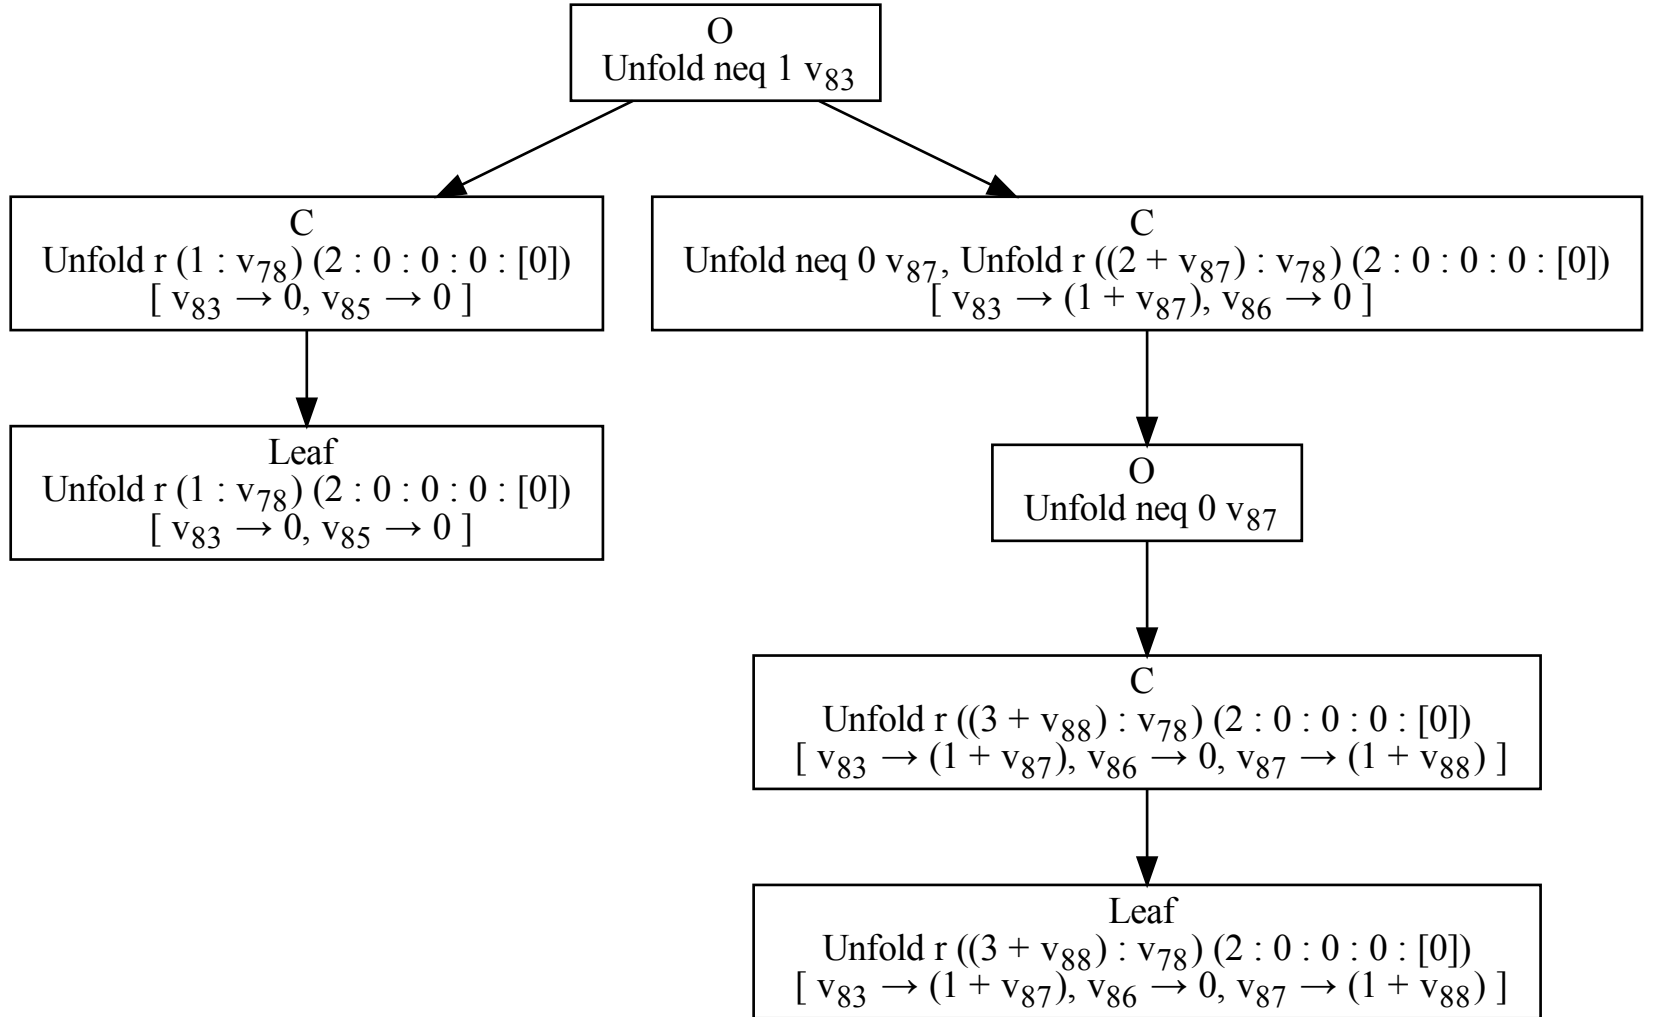 O
Unfold neq 1 v₈₃
C
Unfold r (1 : v₇₈) (2 : 0 : 0 : 0 : [0])
[ v₈₃ → 0, v₈₅ → 0 ]
C
Unfold neq 0 v₈₇, Unfold r ((2 + v₈₇) : v₇₈) (2 : 0 : 0 : 0 : [0])
[ v₈₃ → (1 + v₈₇), v₈₆ → 0 ]
Leaf
Unfold r (1 : v₇₈) (2 : 0 : 0 : 0 : [0])
[ v₈₃ → 0, v₈₅ → 0 ]
O
Unfold neq 0 v₈₇
C
Unfold r ((3 + v₈₈) : v₇₈) (2 : 0 : 0 : 0 : [0])
[ v₈₃ → (1 + v₈₇), v₈₆ → 0, v₈₇ → (1 + v₈₈) ]
Leaf
Unfold r ((3 + v₈₈) : v₇₈) (2 : 0 : 0 : 0 : [0])
[ v₈₃ → (1 + v₈₇), v₈₆ → 0, v₈₇ → (1 + v₈₈) ]